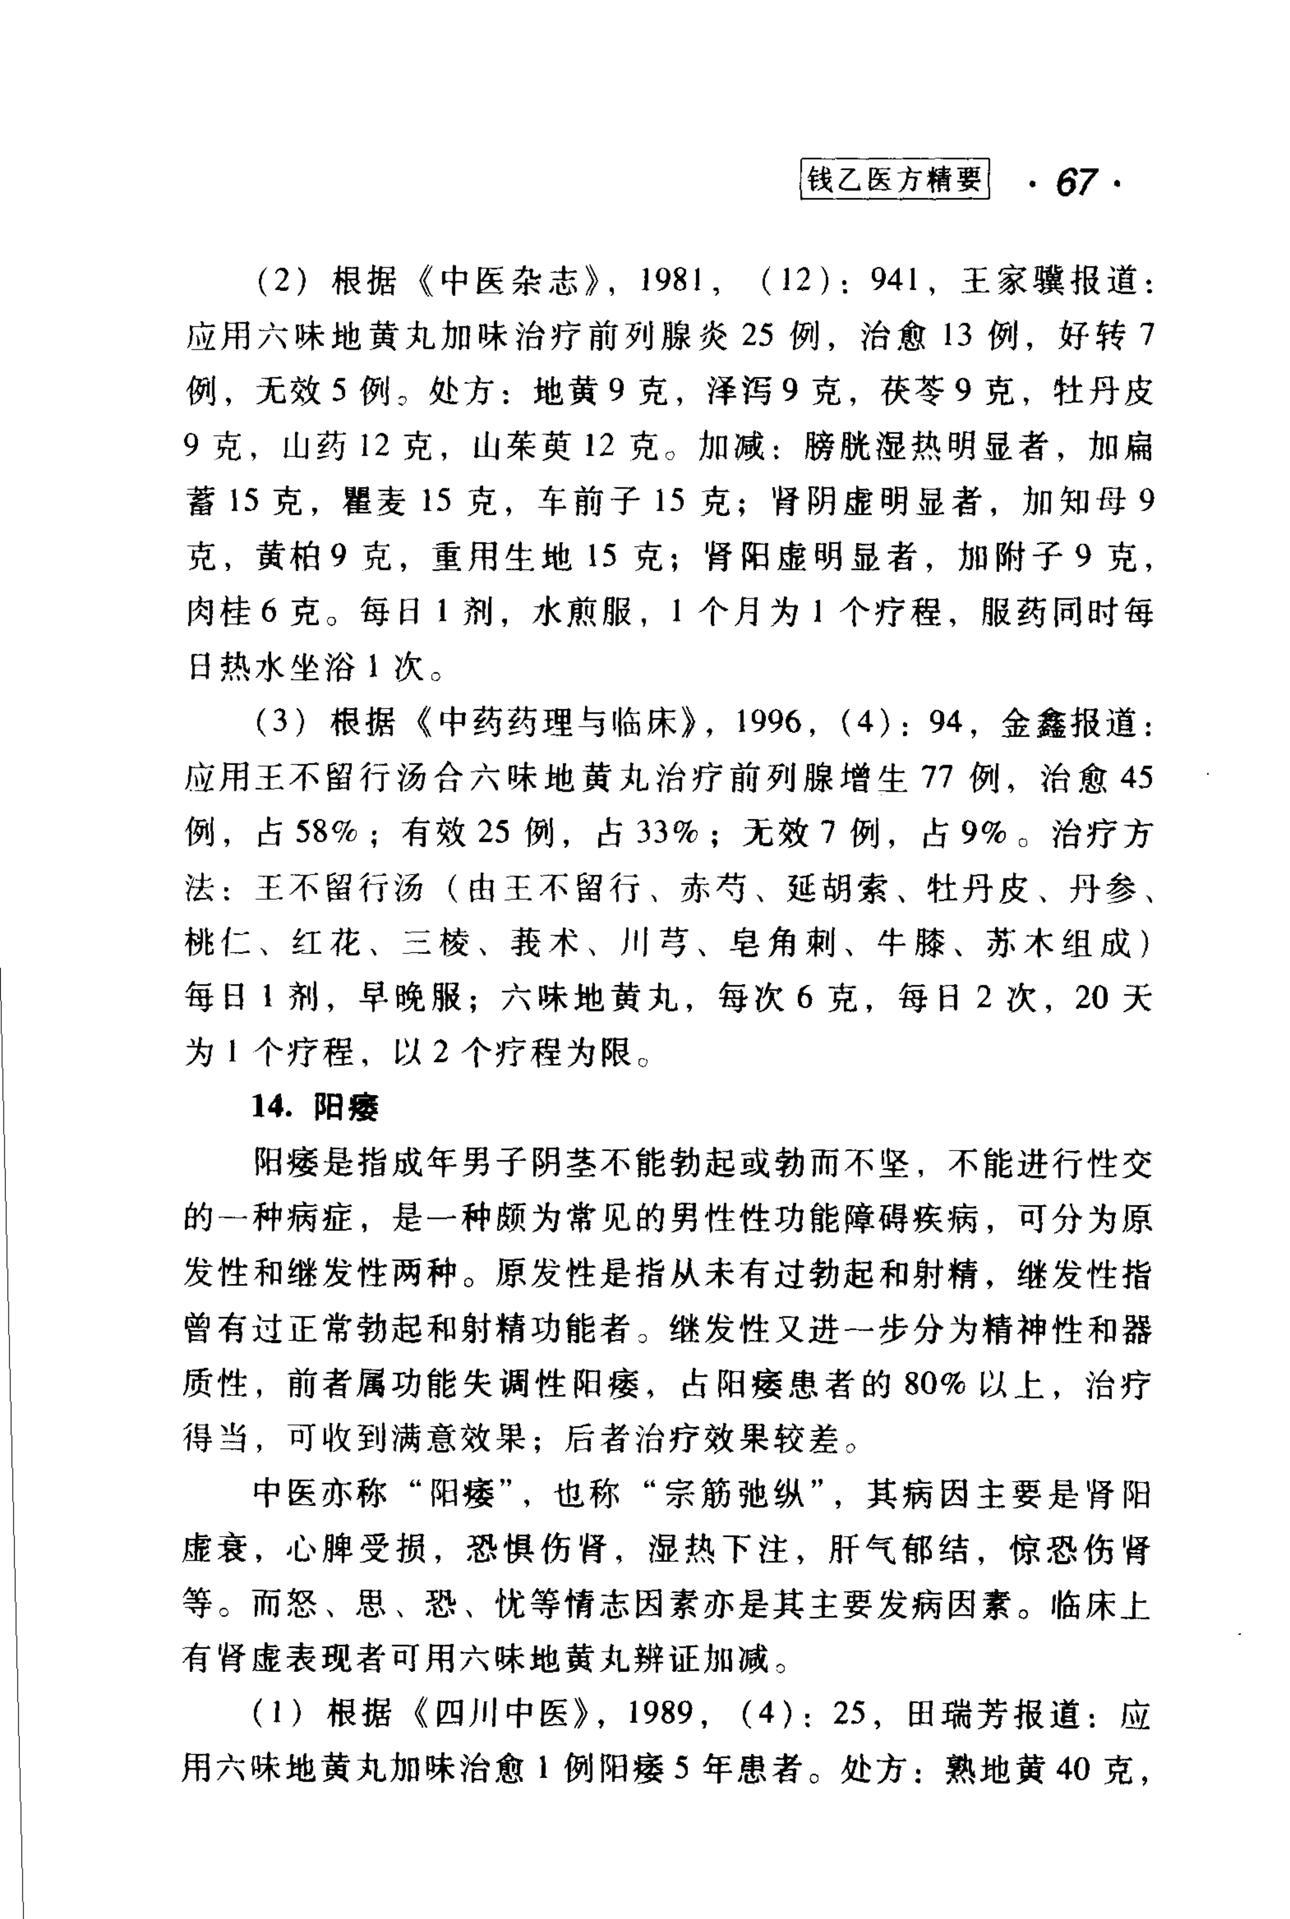 钱乙医方精要 · 67 ·
(2) 根据《中医杂志》，1981，(12)：941，王家骥报道：
应用六味地黄丸加味治疗前列腺炎 25 例，治愈 13 例，好转 7
例，无效 5 例。处方：地黄 9 克，泽泻 9 克，茯苓 9 克，牡丹皮
9 克，山药 12 克，山茱萸 12 克。加减：膀胱湿热明显者，加扁
蓄 15 克，瞿麦 15 克，车前子 15 克；肾阴虚明显者，加知母 9
克，黄柏 9 克，重用生地 15 克；肾阳虚明显者，加附子 9 克，
肉桂 6 克。每日 1 剂，水煎服，1 个月为 1 个疗程，服药同时每
日热水坐浴 1 次。
(3) 根据《中药药理与临床》，1996，(4)：94，金鑫报道：
应用王不留行汤合六味地黄丸治疗前列腺增生 77 例，治愈 45
例，占 58%；有效 25 例，占 33%；无效 7 例，占 9%。治疗方
法：王不留行汤（由王不留行、赤芍、延胡索、牡丹皮、丹参、
桃仁、红花、三棱、莪术、川芎、皂角刺、牛膝、苏木组成）
每日 1 剂，早晚服；六味地黄丸，每次 6 克，每日 2 次，20 天
为 1 个疗程，以 2 个疗程为限。
14. 阳痿
阳痿是指成年男子阴茎不能勃起或勃而不坚，不能进行性交
的一种病症，是一种颇为常见的男性性功能障碍疾病，可分为原
发性和继发性两种。原发性是指从未有过勃起和射精，继发性指
曾有过正常勃起和射精功能者。继发性又进一步分为精神性和器
质性，前者属功能失调性阳痿，占阳痿患者的 80% 以上，治疗
得当，可收到满意效果；后者治疗效果较差。
中医亦称“阳痿”，也称“宗筋弛纵”，其病因主要是肾阳
虚衰，心脾受损，恐惧伤肾，湿热下注，肝气郁结，惊恐伤肾
等。而怒、思、恐、忧等情志因素亦是其主要发病因素。临床上
有肾虚表现者可用六味地黄丸辨证加减。
(1) 根据《四川中医》，1989，(4)：25，田瑞芳报道：应
用六味地黄丸加味治愈 1 例阳痿 5 年患者。处方：熟地黄 40 克，